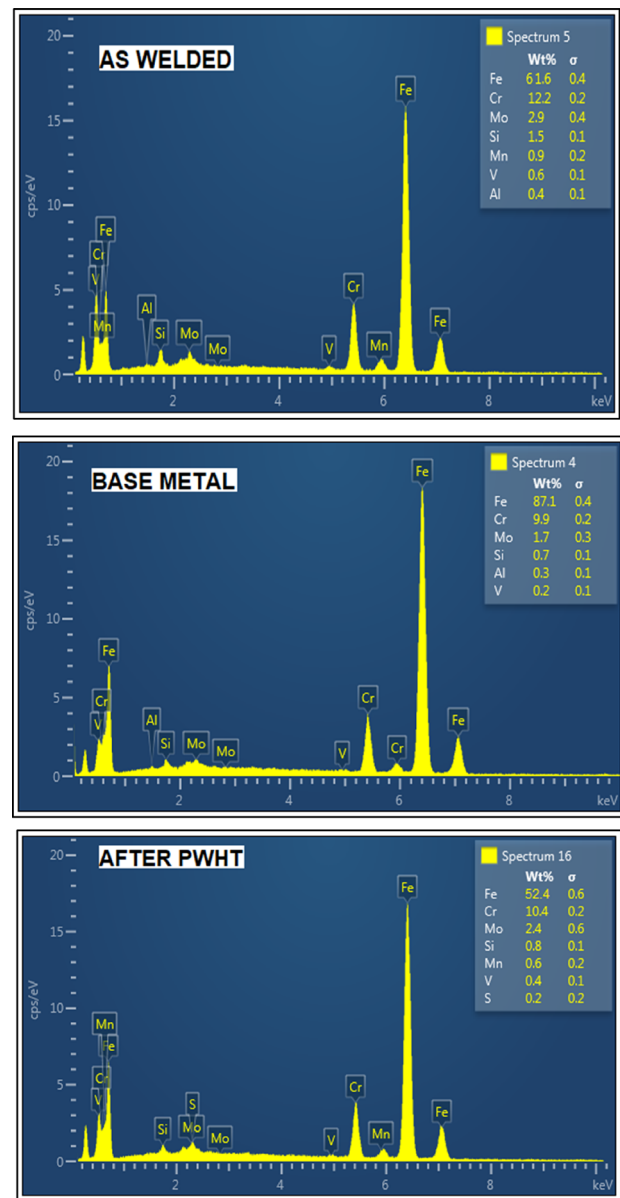 AS WELDED
Spectrum 5
Wt% σ
Fe 61.6 0.4
Cr 12.2 0.2
Mo 2.9 0.4
Si 1.5 0.1
Mn 0.9 0.2
V 0.6 0.1
Al 0.4 0.1
cps/eV
20
15
10
5
0
Fe
Cr
V
Mn
Al
Si
Mo
Mo
V
Cr
Mn
Fe
Fe
2 4 6 8 keV
BASE METAL
Spectrum 4
Wt% σ
Fe 87.1 0.4
Cr 9.9 0.2
Mo 1.7 0.3
Si 0.7 0.1
Al 0.3 0.1
V 0.2 0.1
cps/eV
20
15
10
5
0
Fe
Cr
V
Al
Si
Mo
Mo
V
Cr
Cr
Fe
Fe
2 4 6 8 keV
AFTER PWHT
Spectrum 16
Wt% σ
Fe 52.4 0.6
Cr 10.4 0.2
Mo 2.4 0.6
Si 0.8 0.1
Mn 0.6 0.2
V 0.4 0.1
S 0.2 0.2
cps/eV
20
15
10
5
0
Mn
Fe
Cr
V
Si
S
Mo
Mo
V
Cr
Mn
Fe
Fe
2 4 6 8 keV